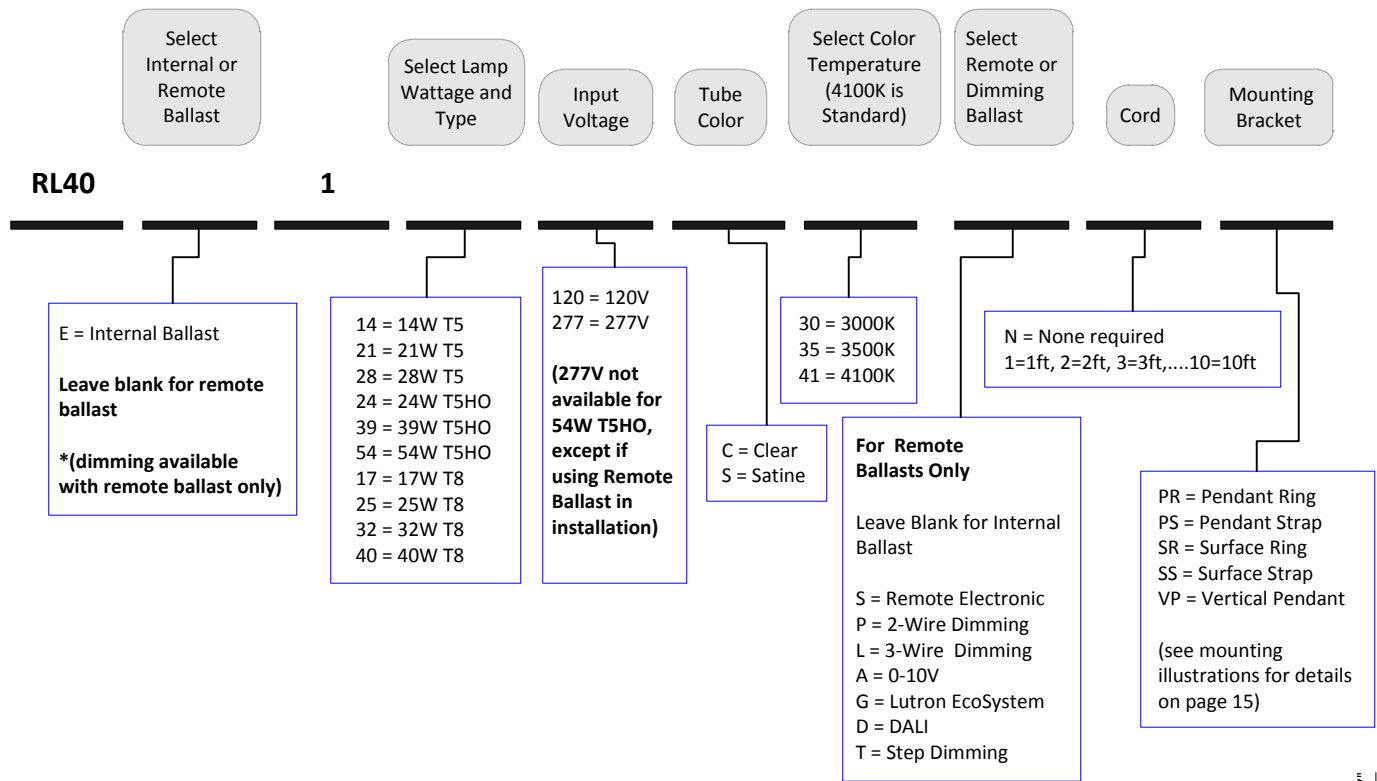 Select
Internal or
Remote
Ballast
Select Lamp
Wattage and
Type
Input
Voltage
Tube
Color
Select Color
Temperature
(4100K is
Standard)
Select
Remote or
Dimming
Ballast
Cord
Mounting
Bracket
RL40
1
E = Internal Ballast
Leave blank for remote
ballast
*(dimming available
with remote ballast only)
14 = 14W T5
21 = 21W T5
28 = 28W T5
24 = 24W T5HO
39 = 39W T5HO
54 = 54W T5HO
17 = 17W T8
25 = 25W T8
32 = 32W T8
40 = 40W T8
120 = 120V
277 = 277V
(277V not
available for
54W T5HO,
except if
using Remote
Ballast in
installation)
C = Clear
S = Satine
30 = 3000K
35 = 3500K
41 = 4100K
For Remote
Ballasts Only
Leave Blank for Internal
Ballast
S = Remote Electronic
P = 2-Wire Dimming
L = 3-Wire Dimming
A = 0-10V
G = Lutron EcoSystem
D = DALI
T = Step Dimming
N = None required
1=1ft, 2=2ft, 3=3ft,....10=10ft
PR = Pendant Ring
PS = Pendant Strap
SR = Surface Ring
SS = Surface Strap
VP = Vertical Pendant
(see mounting
illustrations for details
on page 15)